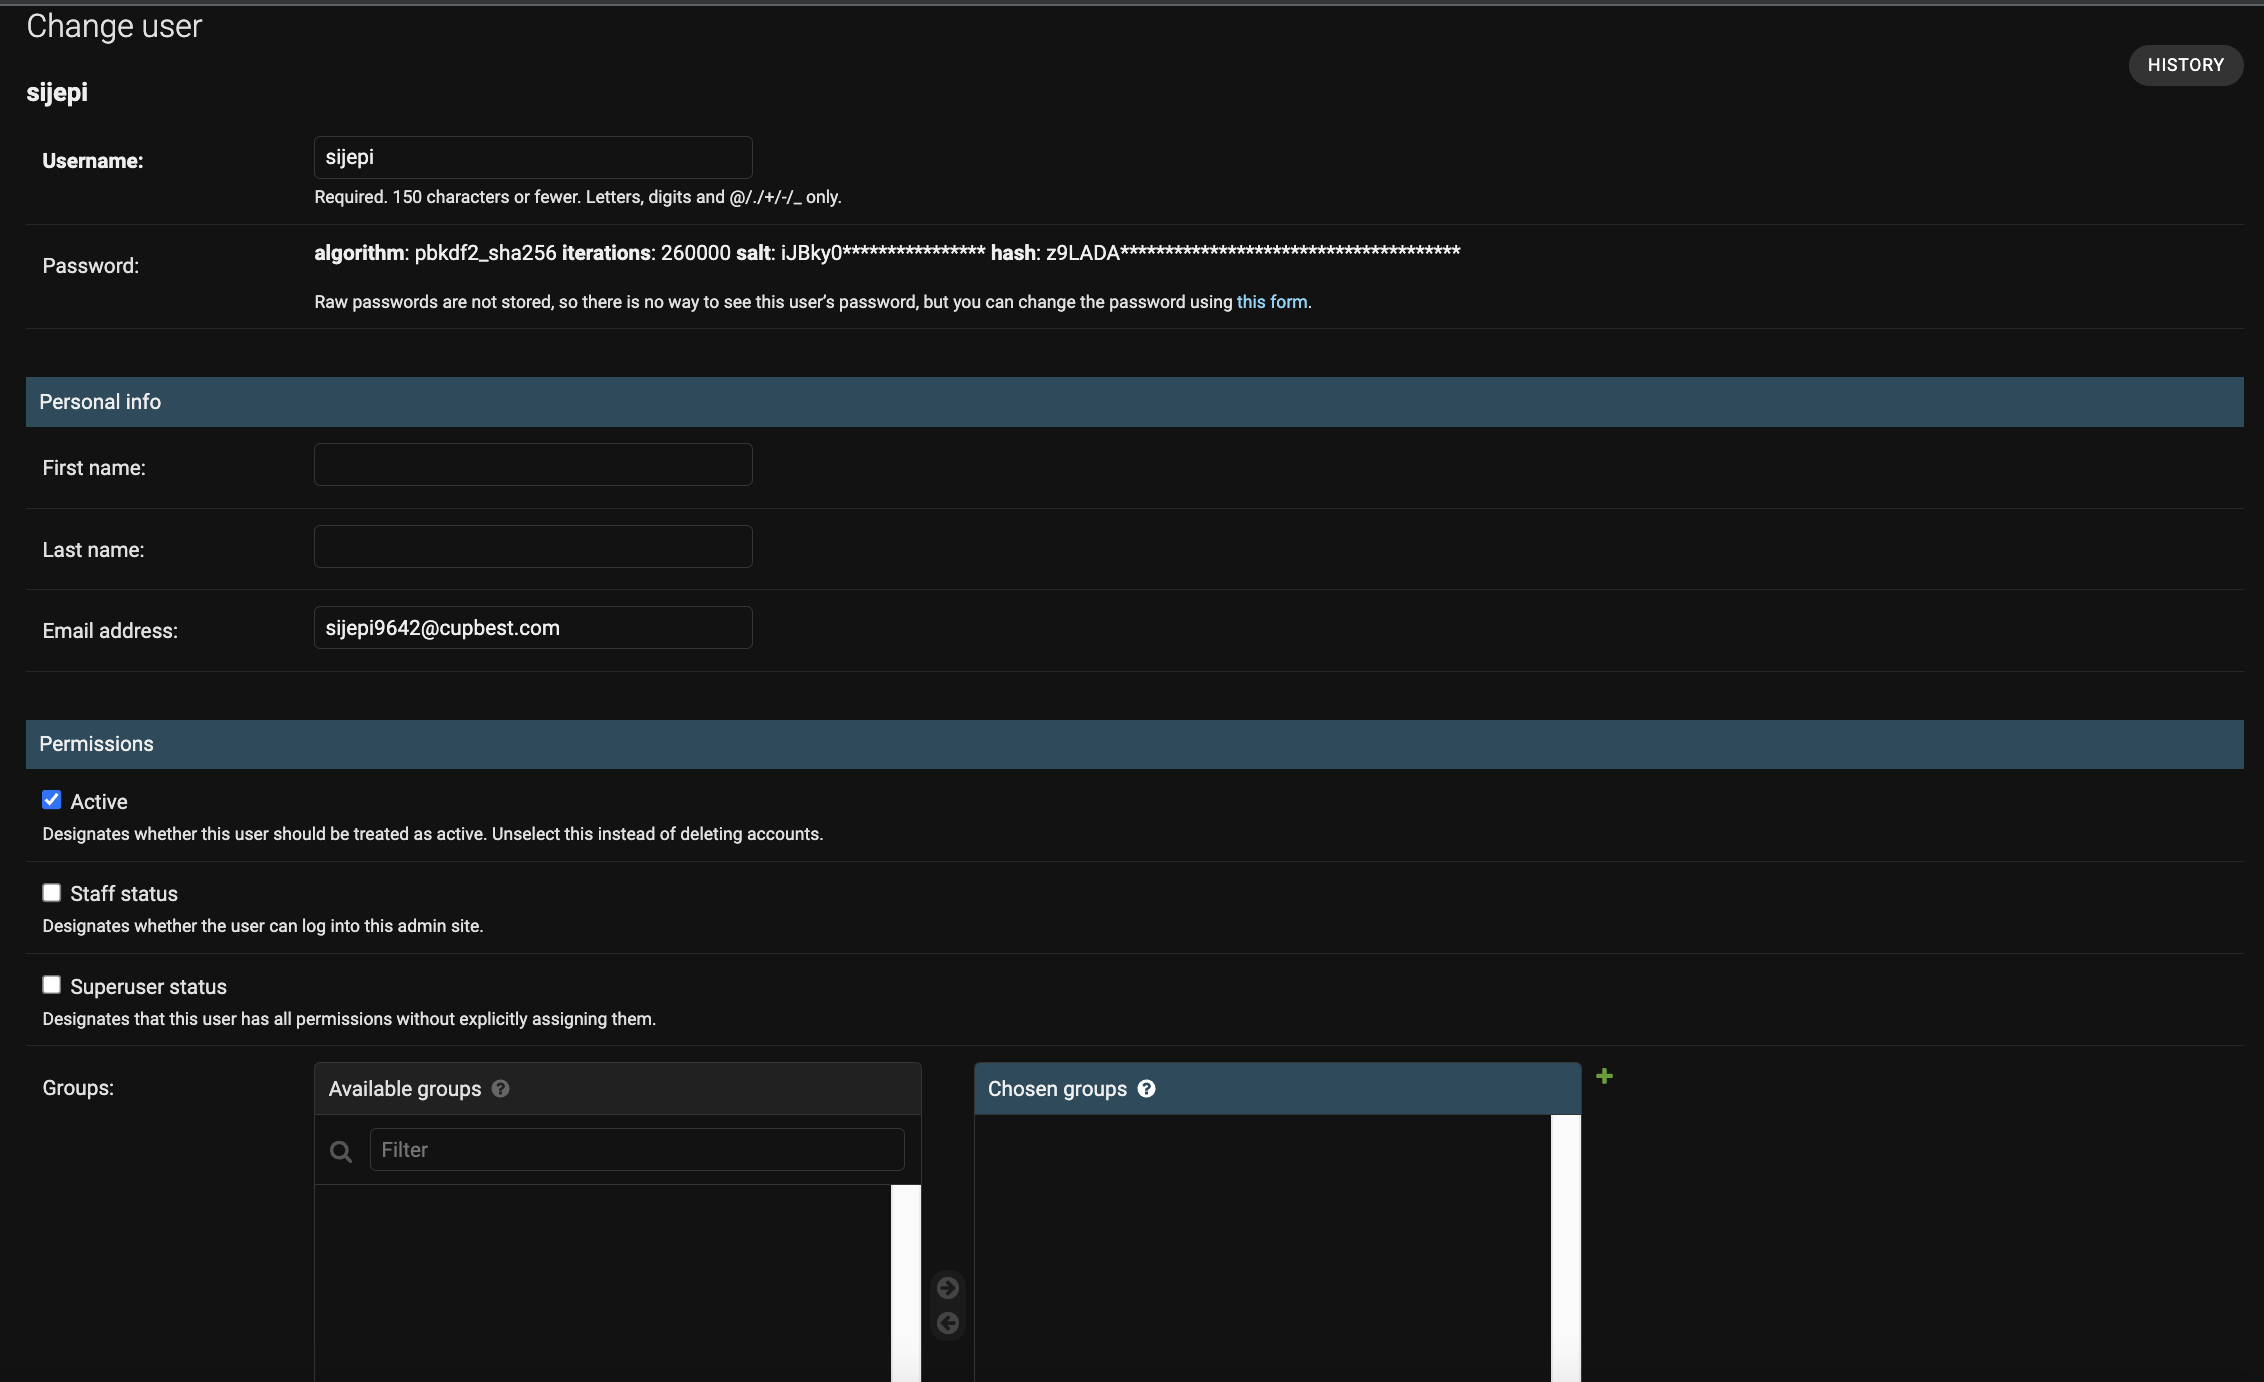 Change user
HISTORY
sijepi
Username:
sijepi
Required. 150 characters or fewer. Letters, digits and @/./+/-/_ only.
Password:
algorithm: pbkdf2_sha256 iterations: 260000 salt: iJBky0**************** hash: z9LADA**************************************
Raw passwords are not stored, so there is no way to see this user’s password, but you can change the password using this form.
Personal info
First name:
Last name:
Email address:
sijepi9642@cupbest.com
Permissions
Active
Designates whether this user should be treated as active. Unselect this instead of deleting accounts.
Staff status
Designates whether the user can log into this admin site.
Superuser status
Designates that this user has all permissions without explicitly assigning them.
Groups:
Available groups ?
Chosen groups ?
Filter